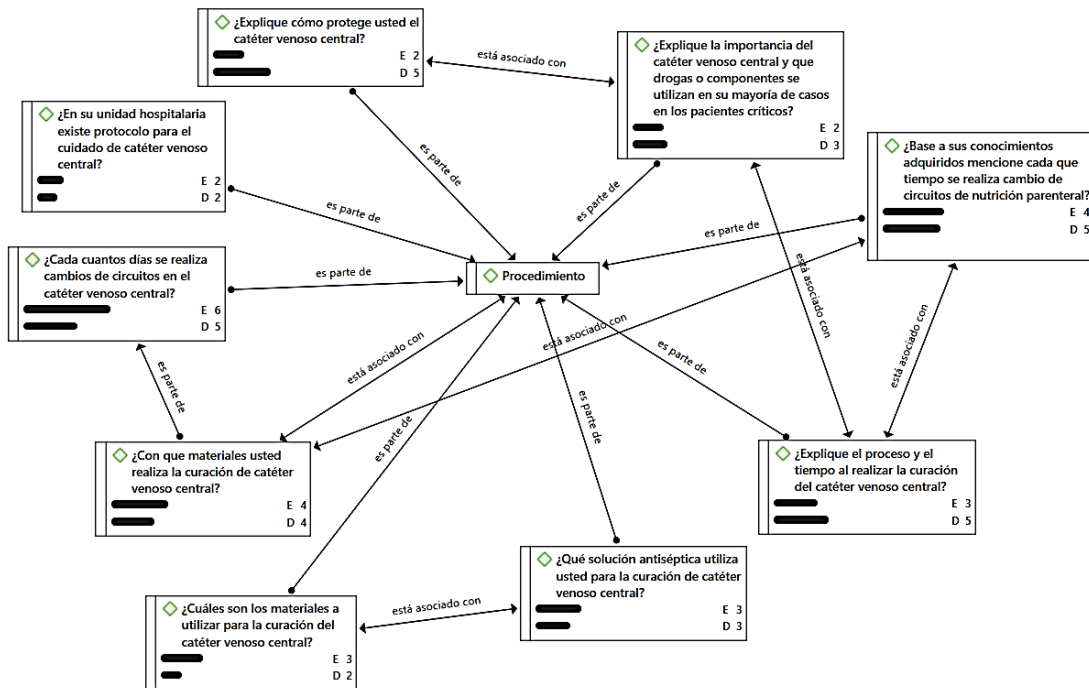 ¿Explique cómo protege usted el
catéter venoso central?
E 2
D 5
está asociado con
¿Explique la importancia del
catéter venoso central y que
drogas o componentes se
utilizan en su mayoría de casos
en los pacientes críticos?
E 2
D 3
¿En su unidad hospitalaria
existe protocolo para el
cuidado de catéter venoso
central?
E 2
D 2
es parte de
es parte de
es parte de
¿Base a sus conocimientos
adquiridos mencione cada que
tiempo se realiza cambio de
circuitos de nutrición parenteral?
E 4
D 5
es parte de
¿Cada cuantos días se realiza
cambios de circuitos en el
catéter venoso central?
E 6
D 5
es parte de
Procedimiento
está asociado con
está asociado con
está asociado con
está asociado con
es parte de
es parte de
es parte de
es parte de
¿Con que materiales usted
realiza la curación de catéter
venoso central?
E 4
D 4
¿Explique el proceso y el
tiempo al realizar la curación
del catéter venoso central?
E 3
D 5
¿Qué solución antiséptica utiliza
usted para la curación de catéter
venoso central?
E 3
D 3
está asociado con
¿Cuáles son los materiales a
utilizar para la curación del
catéter venoso central?
E 3
D 2